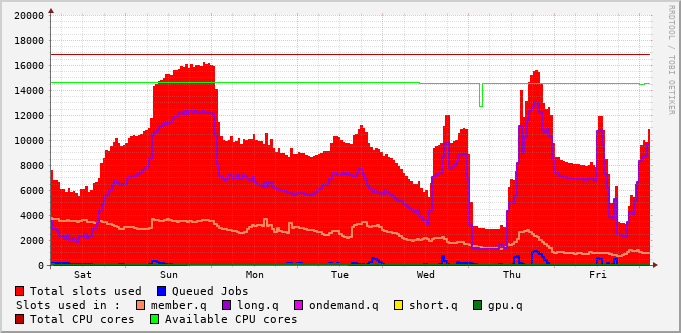 RRDTOOL / TOBI OETIKER
20000
18000
16000
14000
12000
10000
8000
6000
4000
2000
0
Sat Sun Mon Tue Wed Thu Fri
Total slots used Queued Jobs
Slots used in : member.q long.q ondemand.q short.q gpu.q
Total CPU cores Available CPU cores